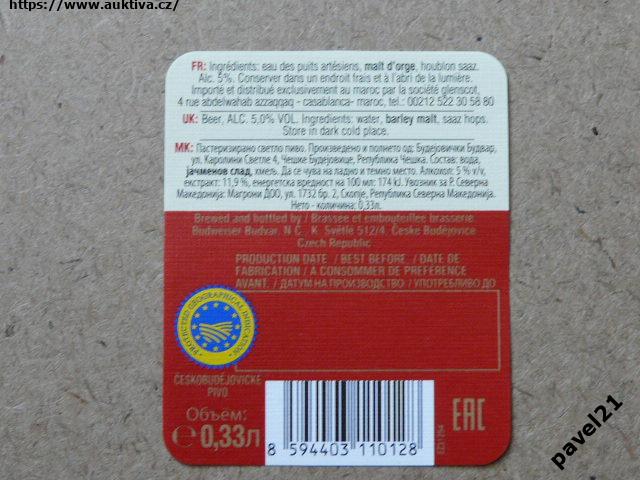 https://www.auktiva.cz/
FR: Ingrédients: eau des puits artésiens, malt d'orge, houblon saaz.
Alc. 5%. Conserver dans un endroit frais et à l'abri de la lumière.
Importé et distribué exclusivement au maroc par la société glenscot,
4 rue abdelwahab azzaqqaq - casablanca- maroc, tel.: 00212 522 30 58 80
UK: Beer, ALC. 5,0% VOL. Ingredients: water, barley malt, saaz hops.
Store in dark cold place.
MK: Пастеризирано светло пиво. Произведено и полнето од: Будејовички Будвар,
ул. Каролини Светле 4, Чешке Будејовице, Република Чешка. Состав: вода,
јачменов слад, хмељ. Да се чува на ладно и темно место. Алкохол: 5 % v/v,
екстракт: 11,9 %, енергетска вредност на 100 мл: 174 kJ. Увозник за Р. Северна
Македонија: Магрони ДОО, ул. 1732 бр. 2, Скопје, Република Северна Македонија.
Нето - количина: 0,33л.
Brewed and bottled by / Brassée et embouteillée brasserie:
Budweiser Budvar, N.C., K. Světlé 512/4, České Budějovice
Czech Republic
PRODUCTION DATE / BEST BEFORE: / DATE DE
FABRICATION / A CONSOMMER DE PREFERENCE
AVANT: / ДАТУМ НА ПРОИЗВОДСТВО / УПОТРЕБЛИВО ДО
PROTECTED GEOGRAPHICAL INDICATION
ČESKOBUDĚJOVICKÉ
PIVO
Объём:
℮ 0,33л
8 594403 110128
EAC
pavel21